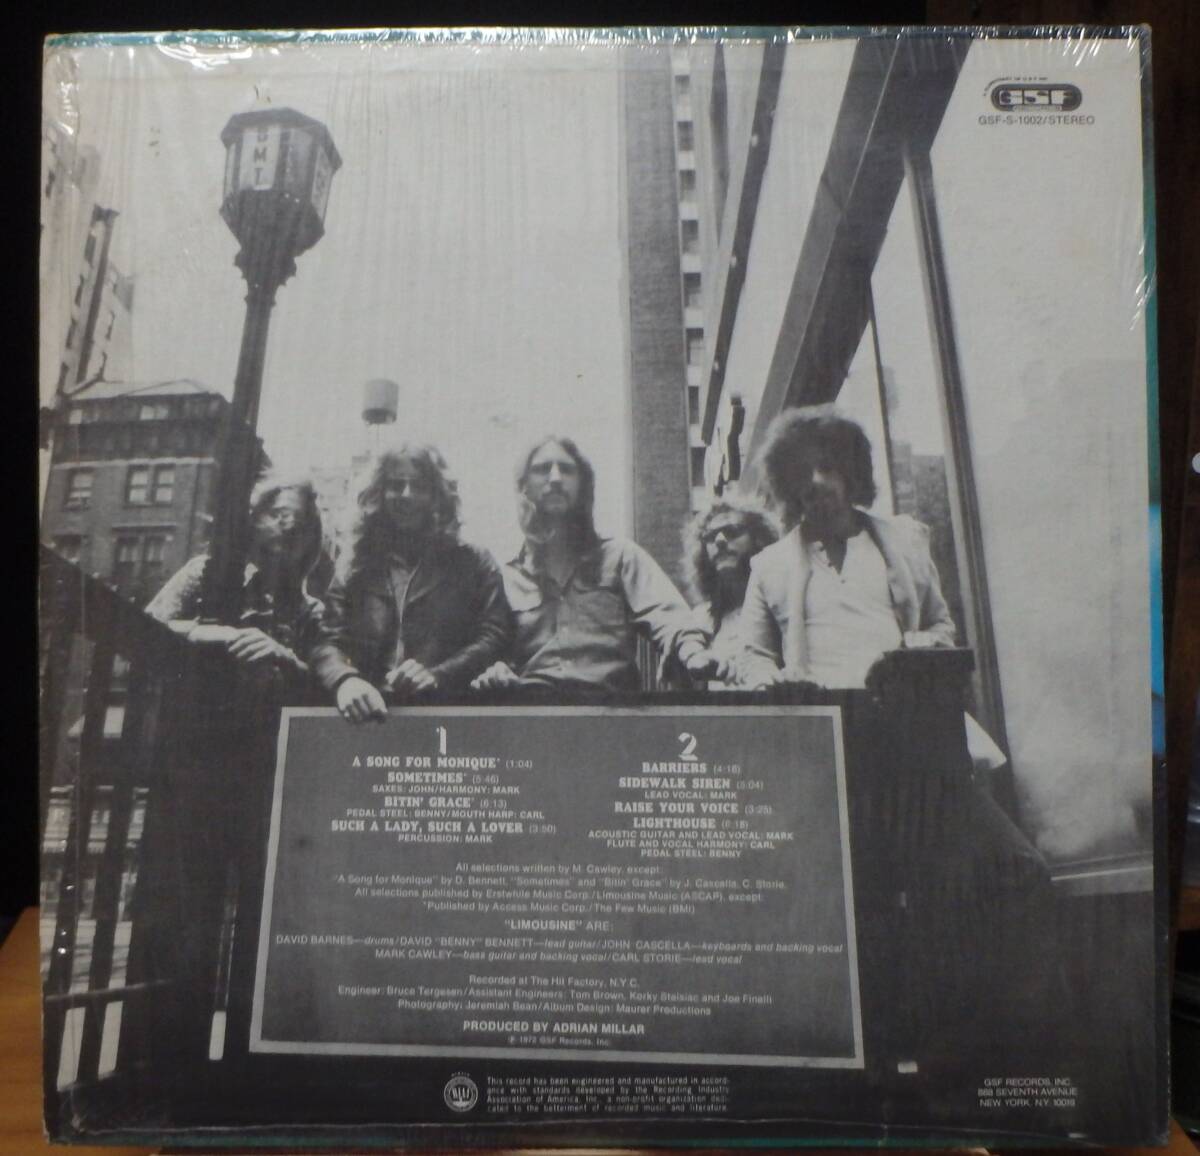 BMT
GSF
GSF-S-1002/STEREO
1
A SONG FOR MONIQUE* (1:04)
SOMETIMES* (5:46)
SAXES: JOHN/HARMONY: MARK
BITIN' GRACE* (6:13)
PEDAL STEEL: BENNY/MOUTH HARP: CARL
SUCH A LADY, SUCH A LOVER (3:50)
PERCUSSION: MARK
2
BARRIERS (4:16)
SIDEWALK SIREN (5:04)
LEAD VOCAL: MARK
RAISE YOUR VOICE (3:25)
LIGHTHOUSE (6:18)
ACOUSTIC GUITAR AND LEAD VOCAL: MARK
FLUTE AND VOCAL HARMONY: CARL
PEDAL STEEL: BENNY
All selections written by M. Cawley, except:
"A Song for Monique" by D. Bennett, "Sometimes" and "Bitin' Grace" by J. Cascella, C. Storie.
All selections published by Erstwhile Music Corp./Limousine Music (ASCAP), except:
*Published by Access Music Corp./The Few Music (BMI)
"LIMOUSINE" ARE:
DAVID BARNES—drums/DAVID "BENNY" BENNETT—lead guitar/JOHN CASCELLA—keyboards and backing vocal
MARK CAWLEY—bass guitar and backing vocal/CARL STORIE—lead vocal
Recorded at The Hit Factory, N.Y.C.
Engineer: Bruce Tergesen/Assistant Engineers: Tom Brown, Korky Stalsiac and Joe Finelli
Photography: Jeremiah Bean/Album Design: Maurer Productions
PRODUCED BY ADRIAN MILLAR
℗ 1972 GSF Records, Inc.
This record has been engineered and manufactured in accord-
ance with standards developed by the Recording Industry
Association of America, Inc., a non-profit organization dedi-
cated to the betterment of recorded music and literature.
GSF RECORDS, INC.
888 SEVENTH AVENUE
NEW YORK, N.Y. 10019